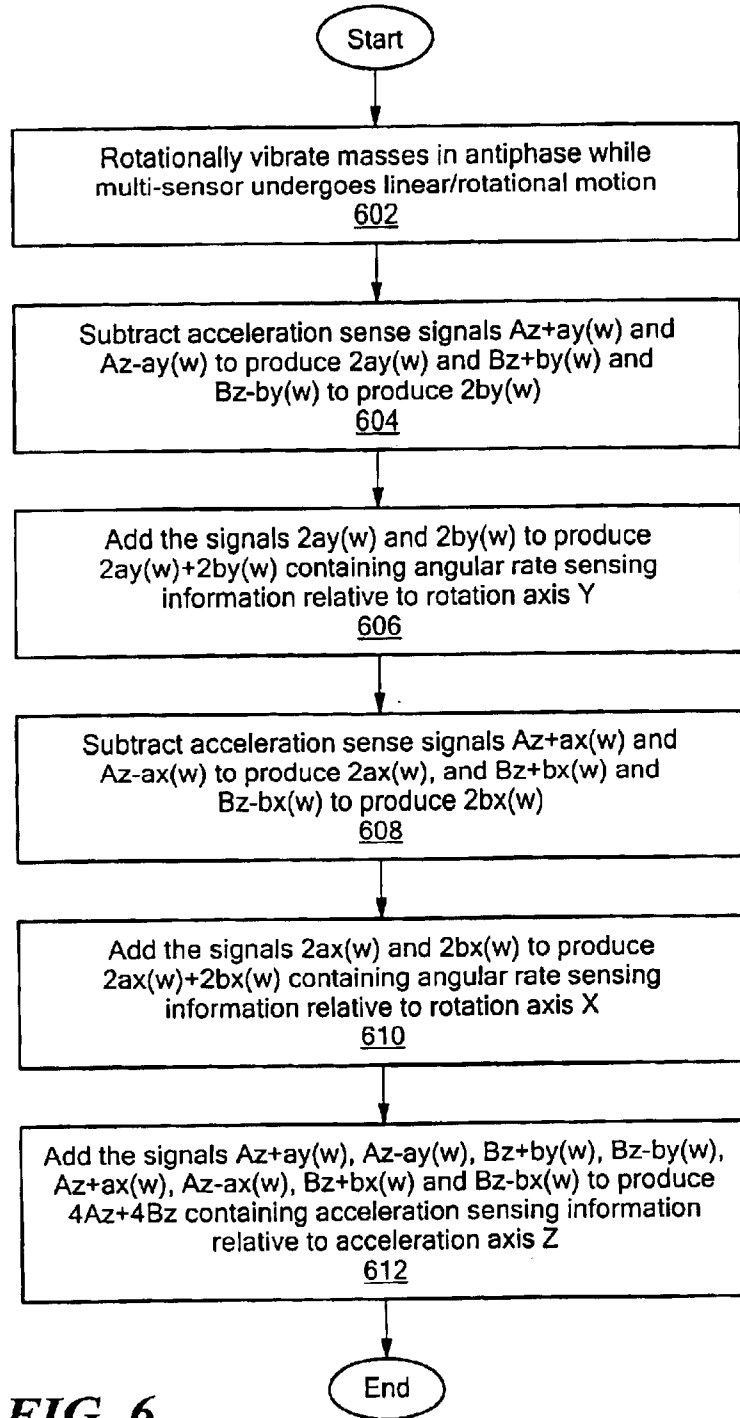 Start
Rotationally vibrate masses in antiphase while
multi-sensor undergoes linear/rotational motion
602
Subtract acceleration sense signals Az+ay(w) and
Az-ay(w) to produce 2ay(w) and Bz+by(w) and
Bz-by(w) to produce 2by(w)
604
Add the signals 2ay(w) and 2by(w) to produce
2ay(w)+2by(w) containing angular rate sensing
information relative to rotation axis Y
606
Subtract acceleration sense signals Az+ax(w) and
Az-ax(w) to produce 2ax(w), and Bz+bx(w) and
Bz-bx(w) to produce 2bx(w)
608
Add the signals 2ax(w) and 2bx(w) to produce
2ax(w)+2bx(w) containing angular rate sensing
information relative to rotation axis X
610
Add the signals Az+ay(w), Az-ay(w), Bz+by(w), Bz-by(w),
Az+ax(w), Az-ax(w), Bz+bx(w) and Bz-bx(w) to produce
4Az+4Bz containing acceleration sensing information
relative to acceleration axis Z
612
End
FIG. 6